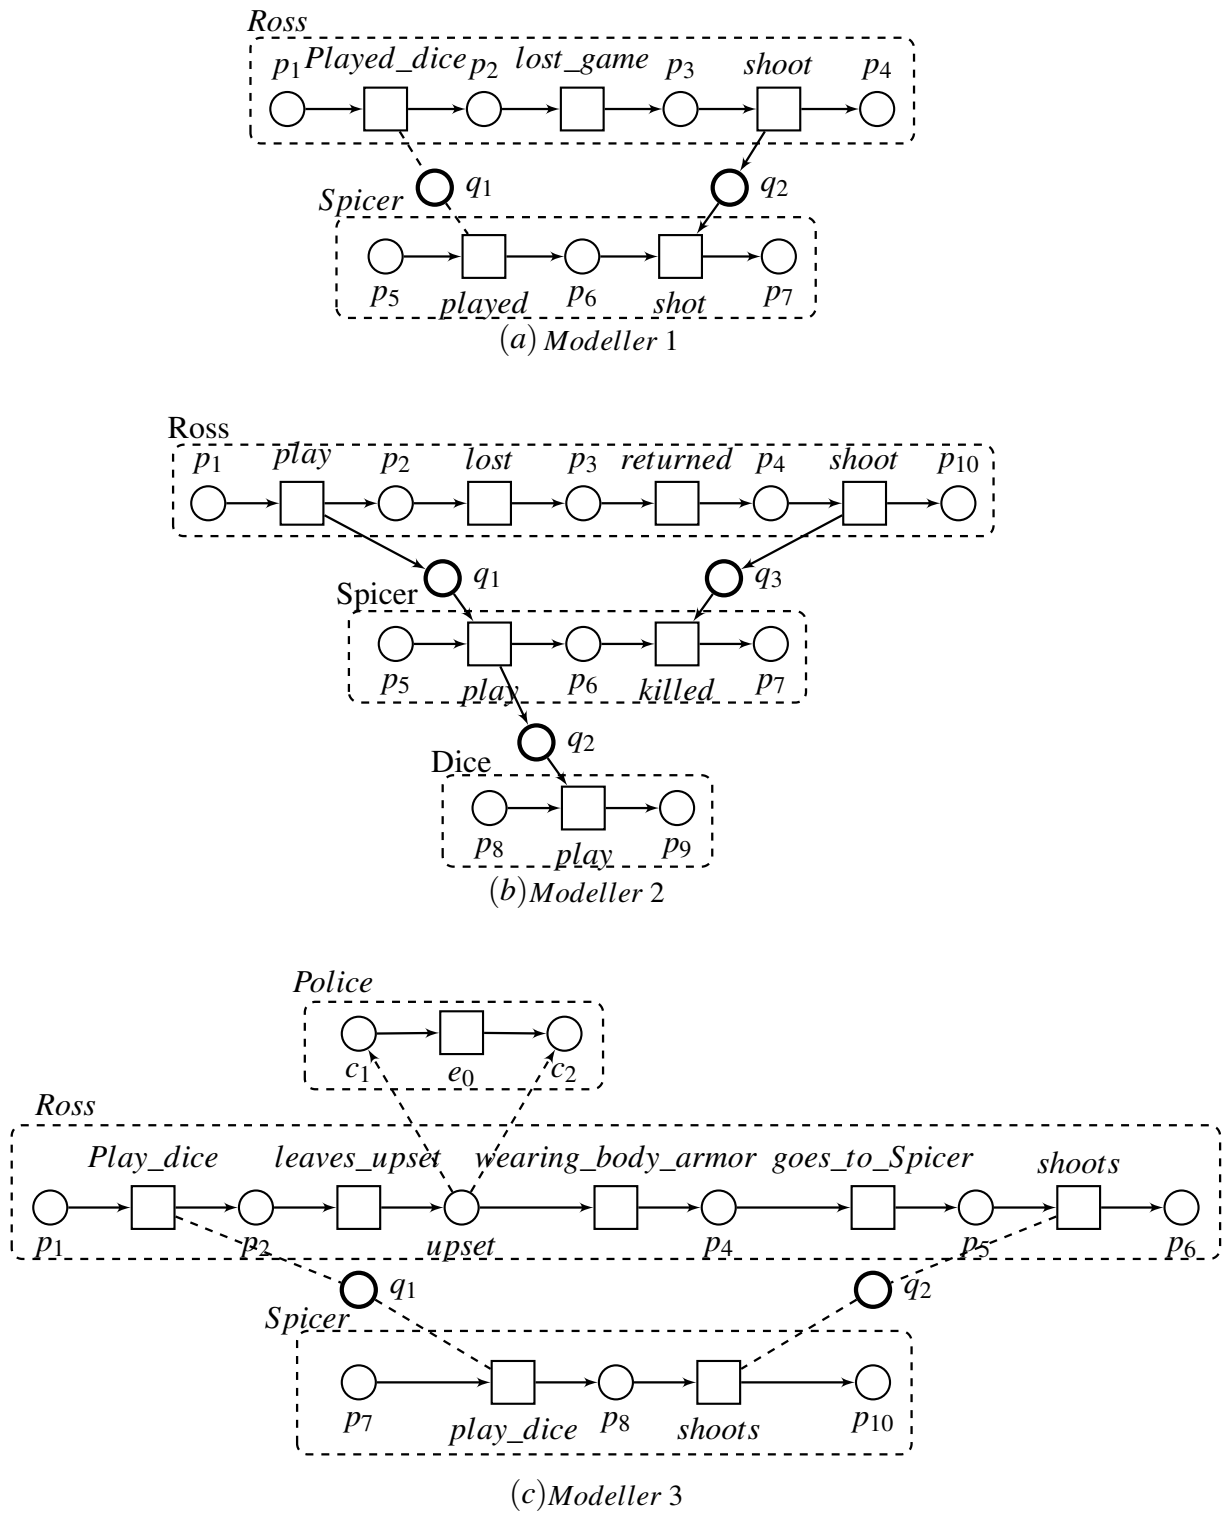 Ross
p1 Played_dice p2 lost_game p3 shoot p4
q1 q2
Spicer
p5 played p6 shot p7
(a) Modeller 1
Ross
p1 play p2 lost p3 returned p4 shoot p10
q1 q3
Spicer
p5 play p6 killed p7
q2
Dice
p8 play p9
(b)Modeller 2
Police
c1 e0 c2
Ross
Play_dice leaves_upset wearing_body_armor goes_to_Spicer shoots
p1 p2 upset p4 p5 p6
q1 q2
Spicer
p7 play_dice p8 shoots p10
(c)Modeller 3